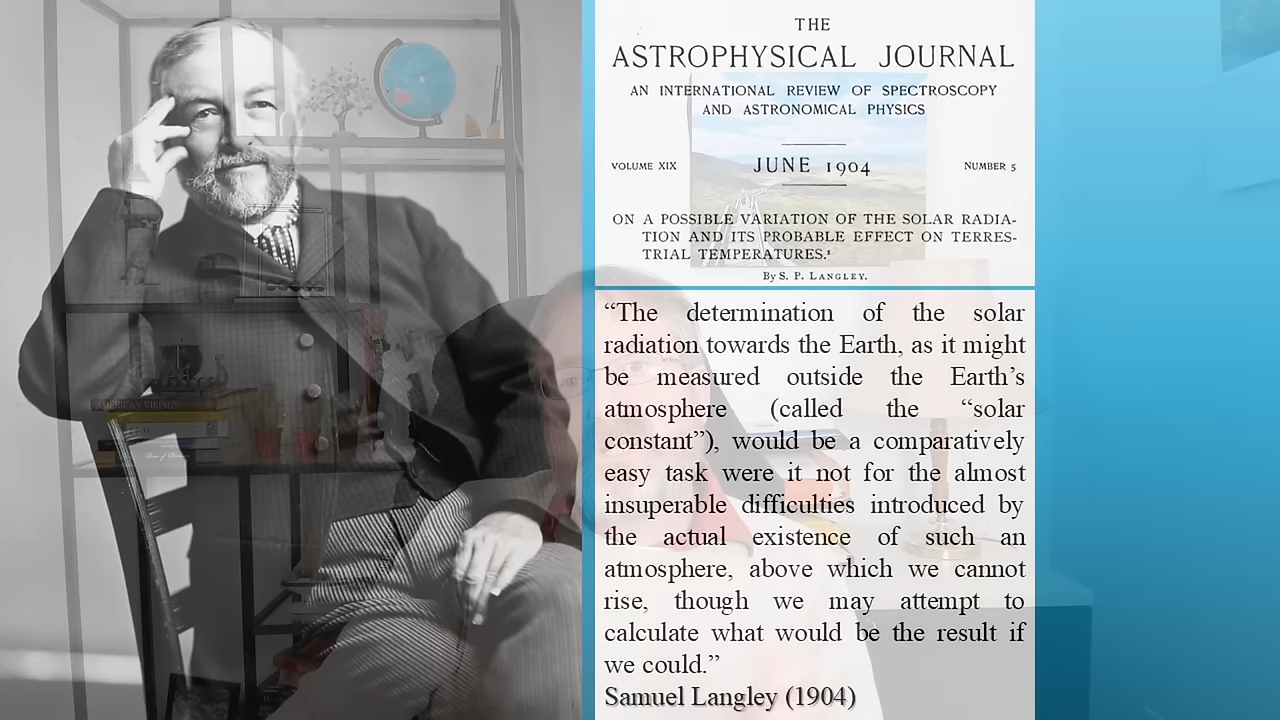 THE
ASTROPHYSICAL JOURNAL
AN INTERNATIONAL REVIEW OF SPECTROSCOPY
AND ASTRONOMICAL PHYSICS
VOLUME XIX
JUNE 1904
NUMBER 5
ON A POSSIBLE VARIATION OF THE SOLAR RADIA-
TION AND ITS PROBABLE EFFECT ON TERRES-
TRIAL TEMPERATURES.¹
By S. P. LANGLEY.
“The determination of the solar
radiation towards the Earth, as it might
be measured outside the Earth’s
atmosphere (called the “solar
constant”), would be a comparatively
easy task were it not for the almost
insuperable difficulties introduced by
the actual existence of such an
atmosphere, above which we cannot
rise, though we may attempt to
calculate what would be the result if
we could.”
Samuel Langley (1904)
AMERICAN VIKINGS